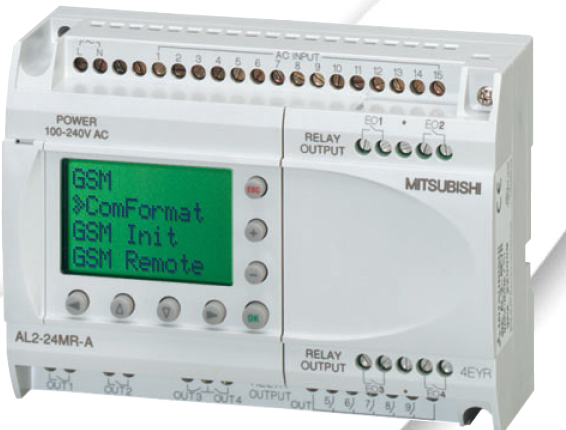 AC INPUT
L N 1 2 3 4 5 6 7 8 9 10 11 12 13 14 15
POWER
100-240V AC
EO1 + EO2
RELAY
OUTPUT
MITSUBISHI
GSM
»ComFormat
GSM Init
GSM Remote
ESC
+
-
OK
AL2-24MR-A
RELAY
OUTPUT
4EYR
EO3 EO4
OUT1 OUT2 OUT3 OUT4 OUTPUT
OUT 5 6 7 8 9